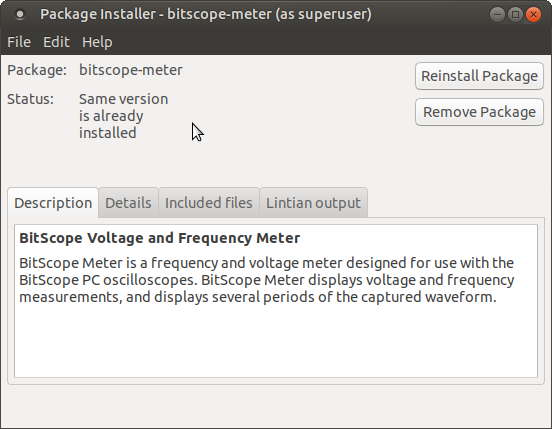 Package Installer - bitscope-meter (as superuser)
File Edit Help
Package: bitscope-meter
Reinstall Package
Status: Same version
is already
installed
Remove Package
Description Details Included files Lintian output
BitScope Voltage and Frequency Meter
BitScope Meter is a frequency and voltage meter designed for use with the
BitScope PC oscilloscopes. BitScope Meter displays voltage and frequency
measurements, and displays several periods of the captured waveform.